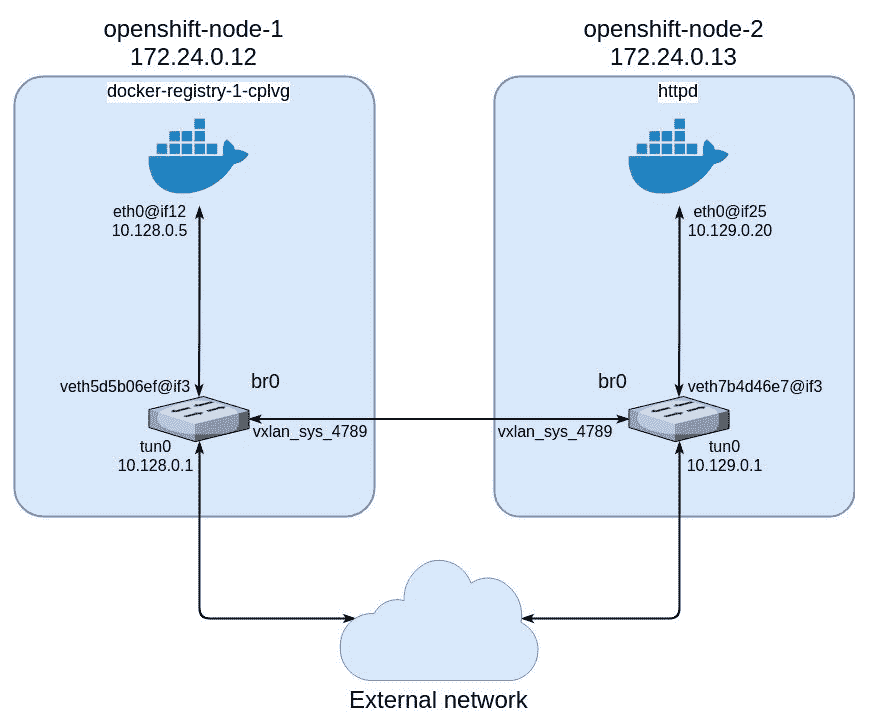 openshift-node-1
172.24.0.12
docker-registry-1-cplvg
eth0@if12
10.128.0.5
veth5d5b06ef@if3
br0
vxlan_sys_4789
tun0
10.128.0.1
openshift-node-2
172.24.0.13
httpd
eth0@if25
10.129.0.20
br0
veth7b4d46e7@if3
vxlan_sys_4789
tun0
10.129.0.1
External network